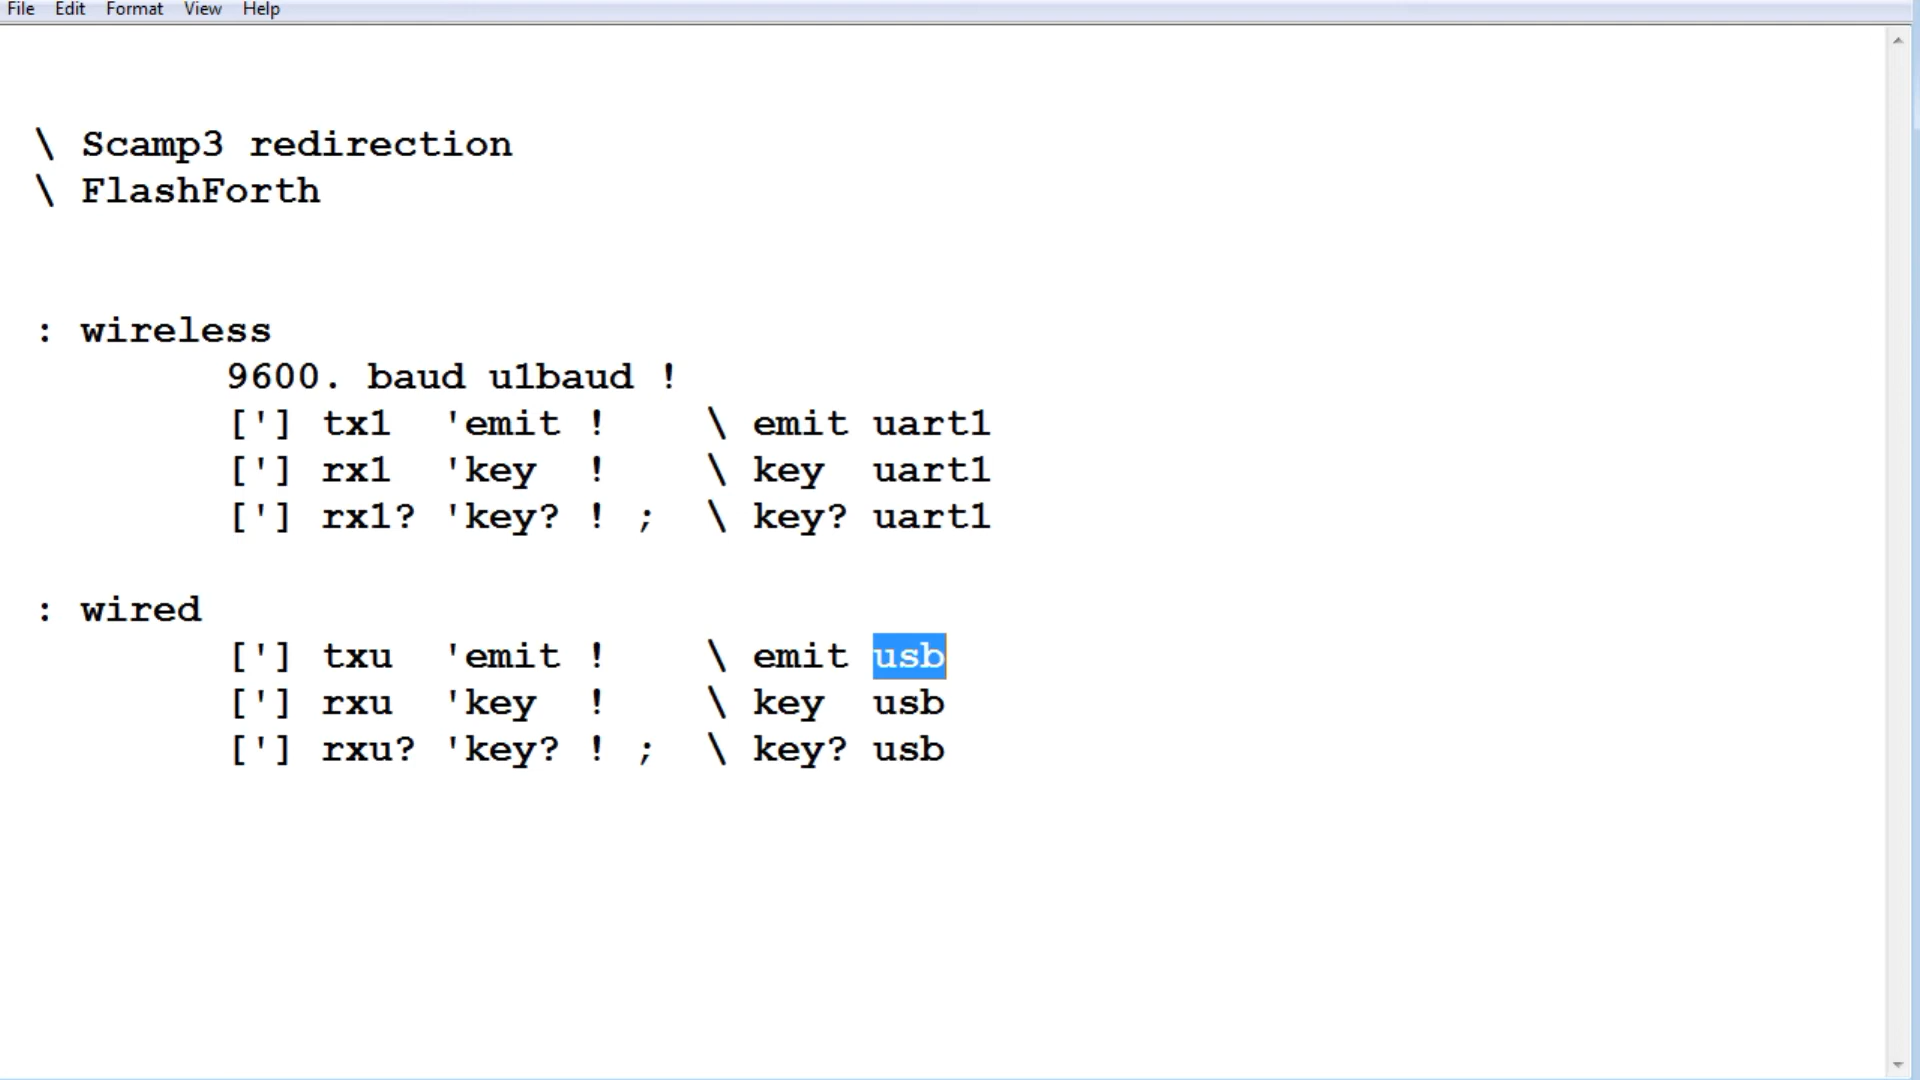 File Edit Format View Help
\ Scamp3 redirection
\ FlashForth
: wireless
9600. baud u1baud !
['] tx1 'emit ! \ emit uart1
['] rx1 'key ! \ key uart1
['] rx1? 'key? ! ; \ key? uart1
: wired
['] txu 'emit ! \ emit usb
['] rxu 'key ! \ key usb
['] rxu? 'key? ! ; \ key? usb